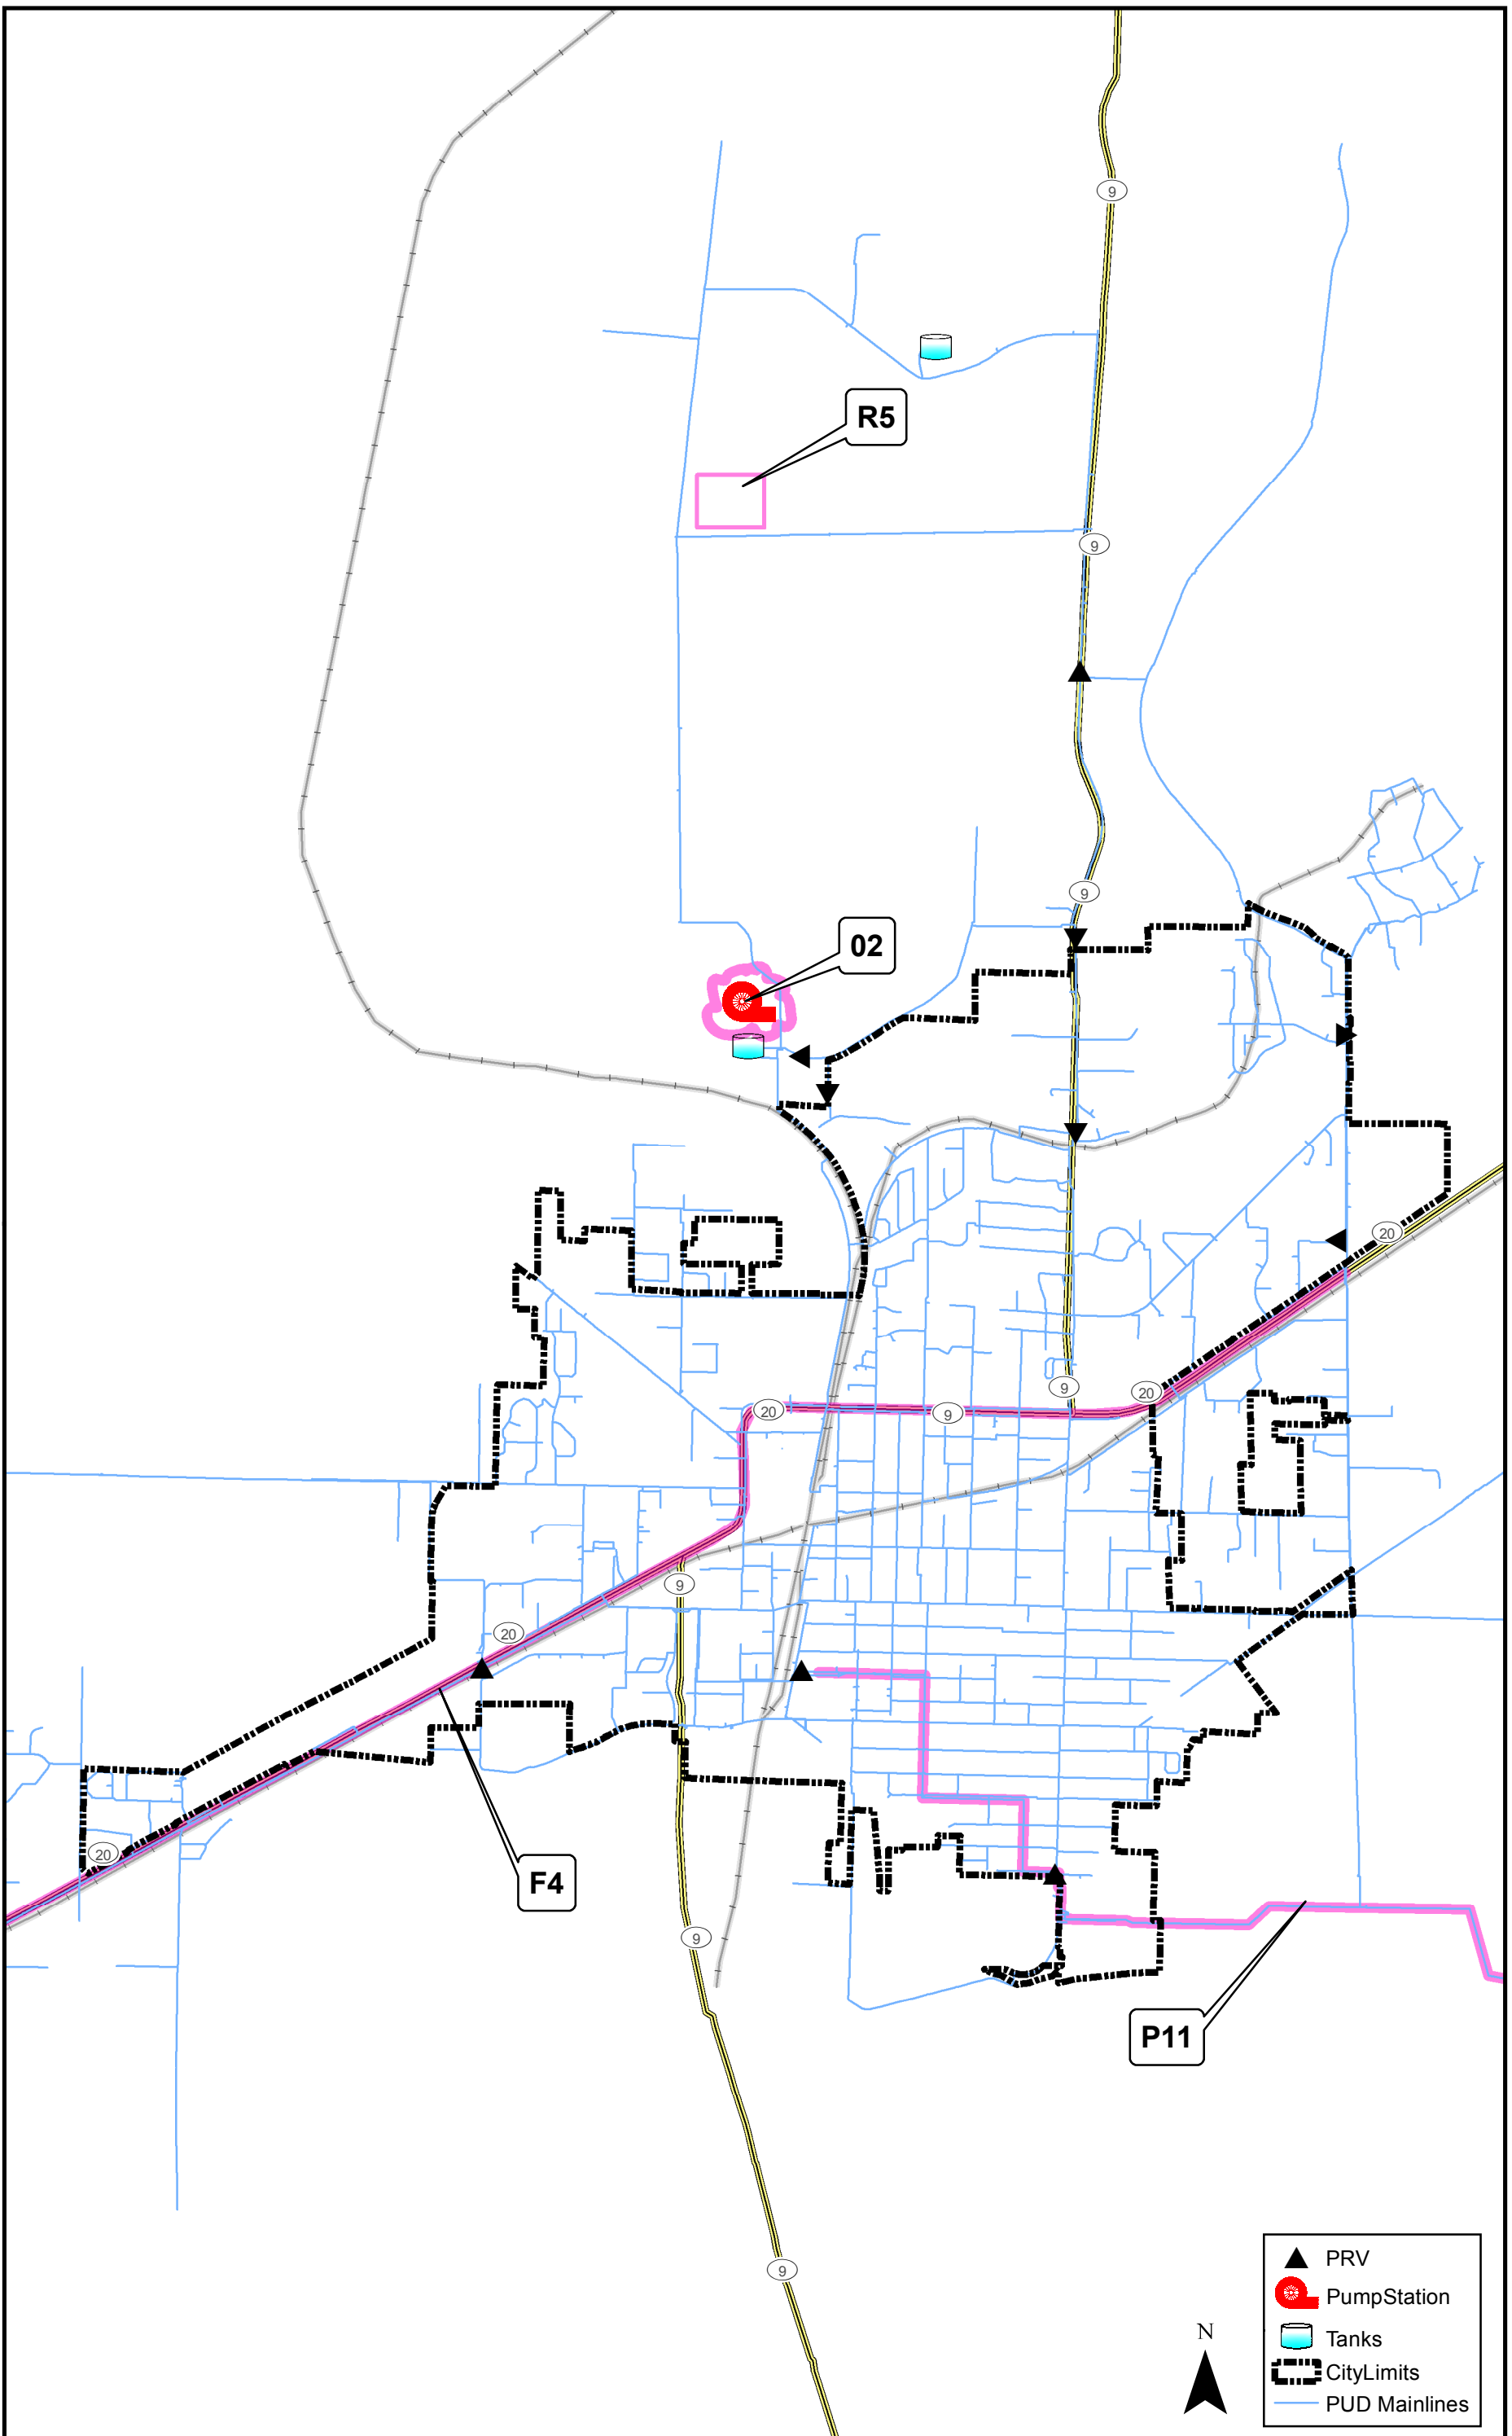 9
R5
9
9
02
20
9
20
20
9
9
20
F4
20
9
P11
9
N
PRV
PumpStation
Tanks
CityLimits
PUD Mainlines